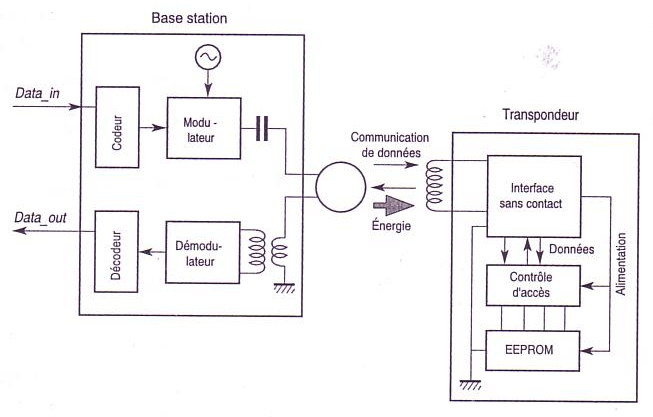 Base station
Data_in
Codeur
Modu -
lateur
Data_out
Décodeur
Démodu-
lateur
Communication
de données
Énergie
Transpondeur
Interface
sans contact
Données
Contrôle
d'accès
EEPROM
Alimentation